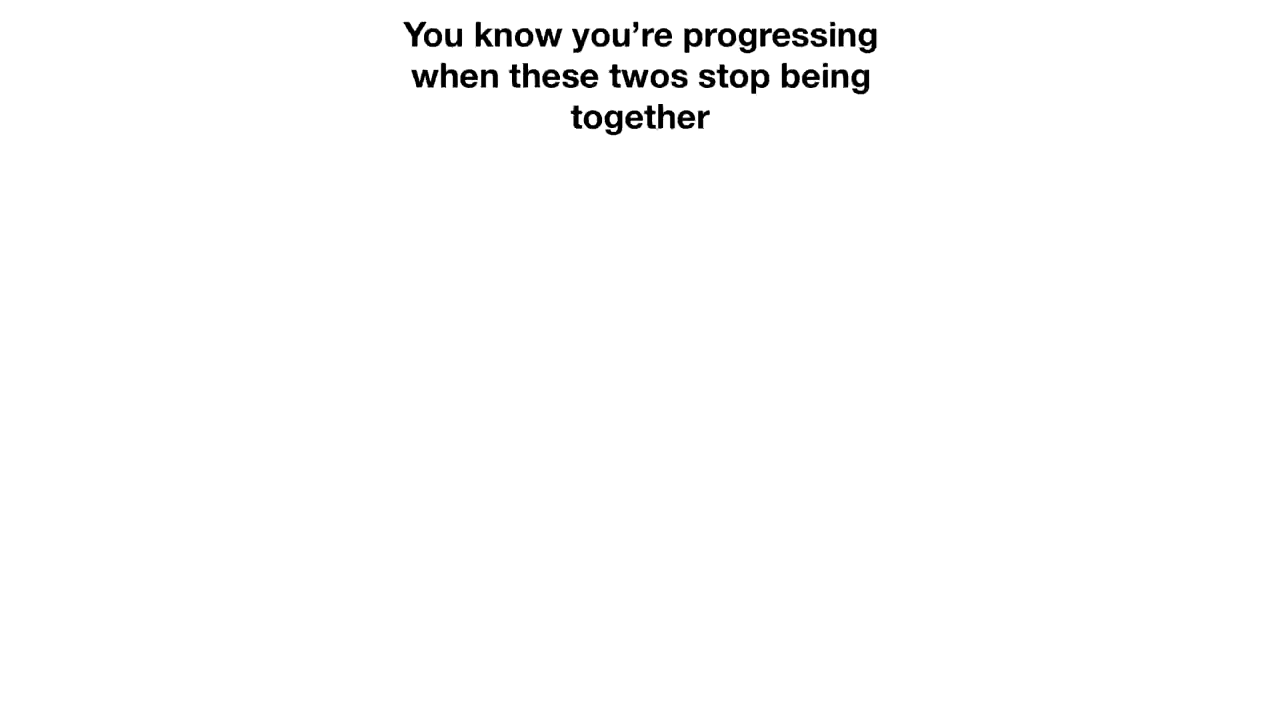 You know you’re progressing
when these twos stop being
together